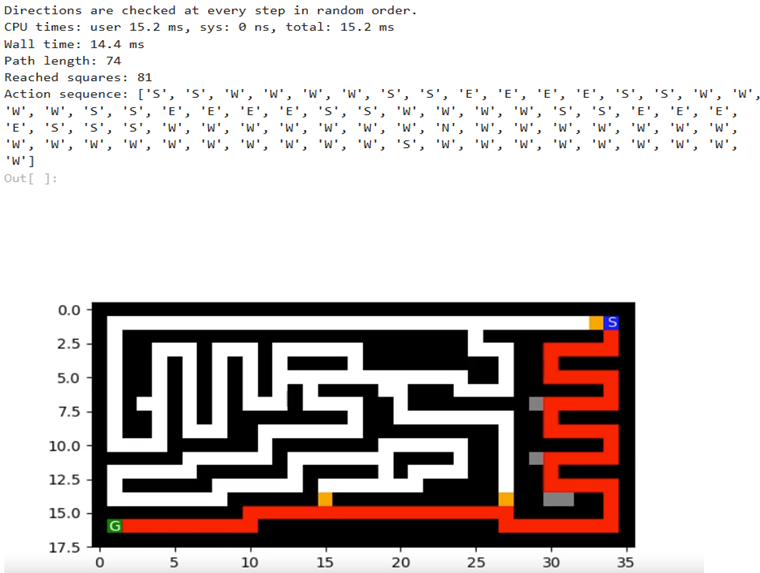 Directions are checked at every step in random order.
CPU times: user 15.2 ms, sys: 0 ns, total: 15.2 ms
Wall time: 14.4 ms
Path length: 74
Reached squares: 81
Action sequence: ['S', 'S', 'W', 'W', 'W', 'W', 'S', 'S', 'E', 'E', 'E', 'E', 'S', 'S', 'W', 'W',
'W', 'W', 'S', 'S', 'E', 'E', 'E', 'E', 'S', 'S', 'W', 'W', 'W', 'W', 'S', 'S', 'E', 'E', 'E',
'E', 'S', 'S', 'S', 'W', 'W', 'W', 'W', 'W', 'W', 'W', 'N', 'W', 'W', 'W', 'W', 'W', 'W', 'W',
'W', 'W', 'W', 'W', 'W', 'W', 'W', 'W', 'W', 'W', 'S', 'W', 'W', 'W', 'W', 'W', 'W', 'W', 'W',
'W']
Out[ ]:
0.0
S
2.5
5.0
7.5
10.0
12.5
15.0
G
17.5
0 5 10 15 20 25 30 35